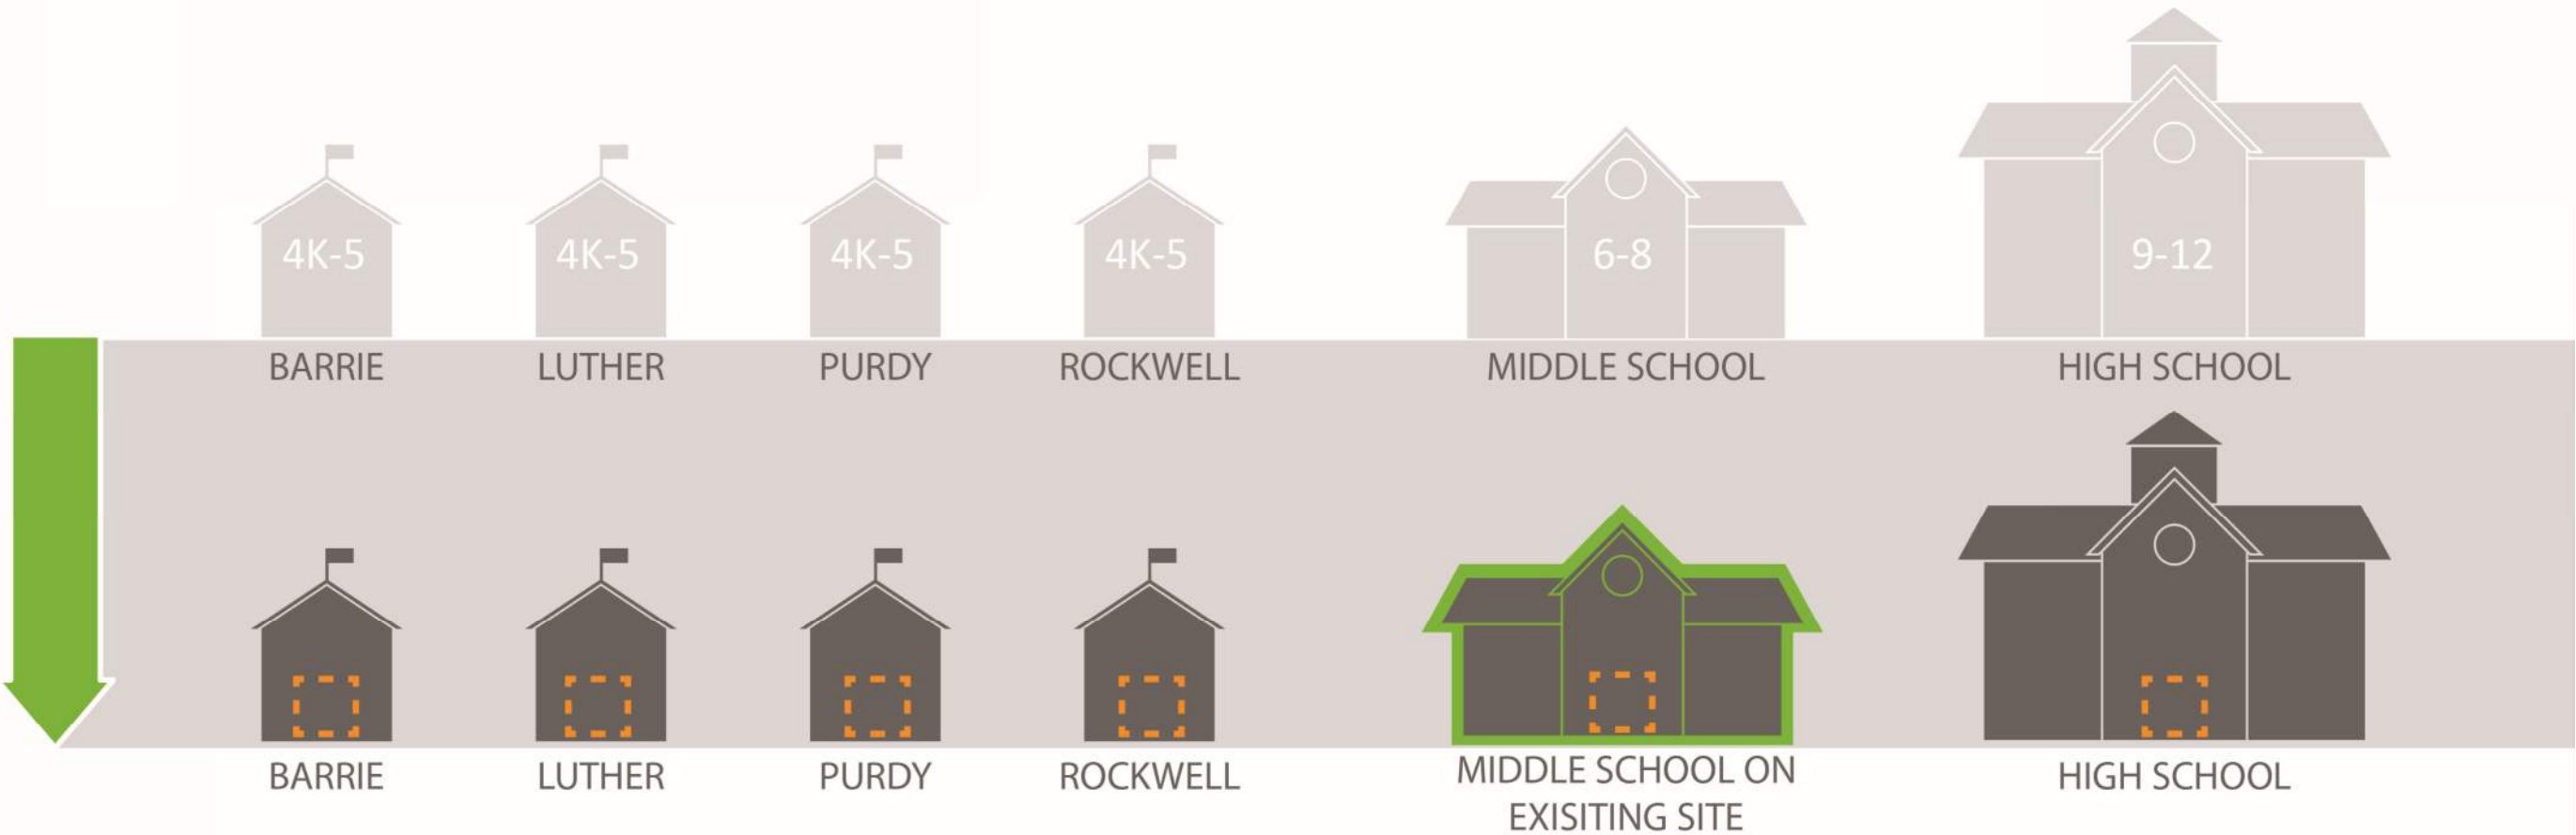 4K-5 4K-5 4K-5 4K-5 6-8 9-12
BARRIE LUTHER PURDY ROCKWELL MIDDLE SCHOOL HIGH SCHOOL
BARRIE LUTHER PURDY ROCKWELL MIDDLE SCHOOL ON HIGH SCHOOL
EXISITING SITE